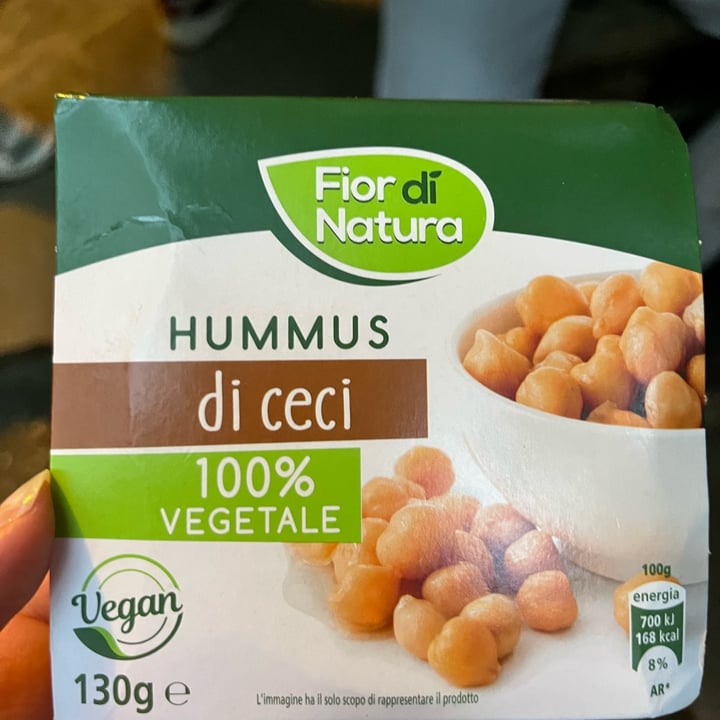 Fior di
Natura
HUMMUS
di ceci
100%
VEGETALE
Vegan
130g e
L'immagine ha il solo scopo di rappresentare il prodotto
100g
energia
700 kJ
168 kcal
8%
AR*